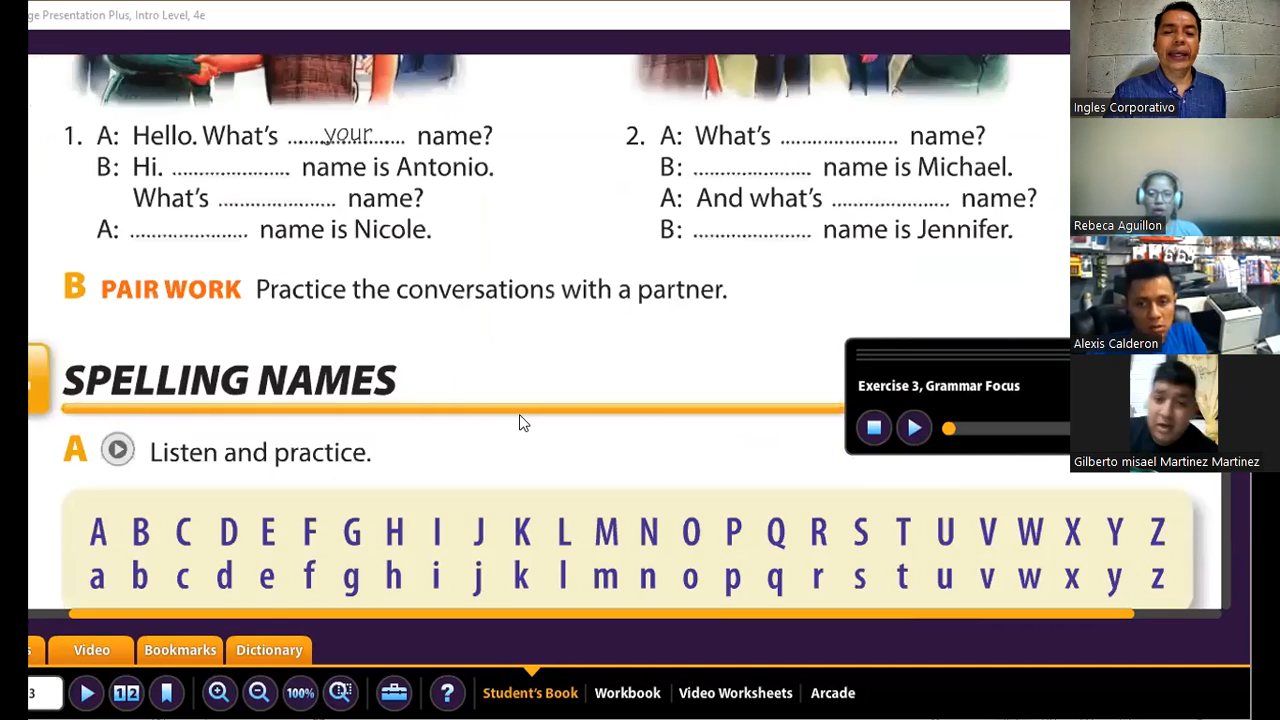 ge Presentation Plus, Intro Level, 4e
1. A: Hello. What's ......your...... name?
B: Hi. ..................... name is Antonio.
What's ..................... name?
A: ..................... name is Nicole.
2. A: What's ..................... name?
B: ..................... name is Michael.
A: And what's ..................... name?
B: ..................... name is Jennifer.
B PAIR WORK Practice the conversations with a partner.
SPELLING NAMES
A Listen and practice.
A B C D E F G H I J K L M N O P Q R S T U V W X Y Z
a b c d e f g h i j k l m n o p q r s t u v w x y z
Exercise 3, Grammar Focus
Ingles Corporativo
Rebeca Aguillon
Alexis Calderon
Gilberto misael Martinez Martinez
s Video Bookmarks Dictionary
3 1 2 100% ? Student's Book Workbook Video Worksheets Arcade